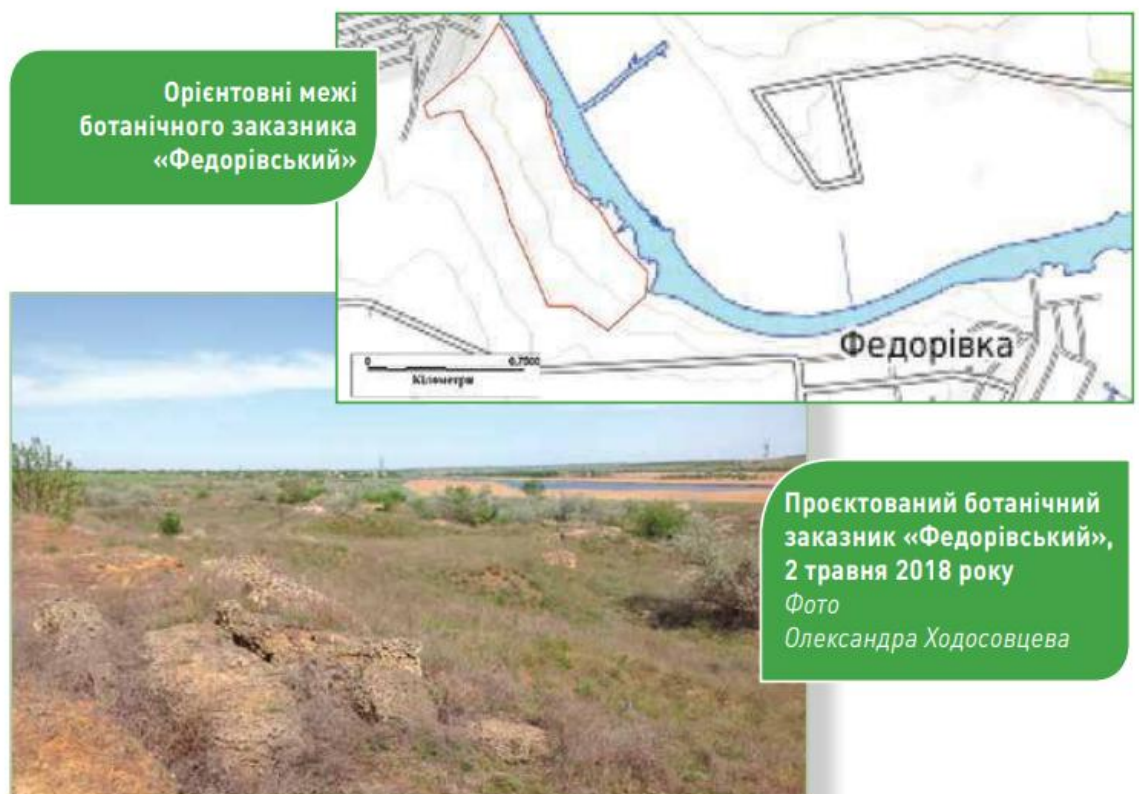 Орієнтовні межі
ботанічного заказника
«Федорівський»
Федорівка
0 0,7500
Кілометри
Проєктований ботанічний
заказник «Федорівський»,
2 травня 2018 року
Фото
Олександра Ходосовцева